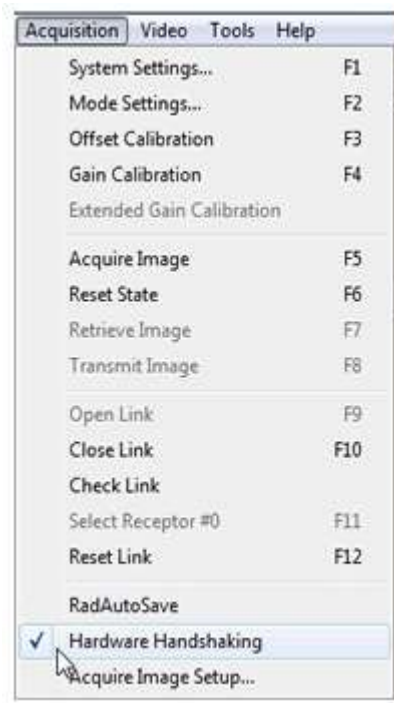 Acquisition Video Tools Help
System Settings... F1
Mode Settings... F2
Offset Calibration F3
Gain Calibration F4
Extended Gain Calibration
Acquire Image F5
Reset State F6
Retrieve Image F7
Transmit Image F8
Open Link F9
Close Link F10
Check Link
Select Receptor #0 F11
Reset Link F12
RadAutoSave
Hardware Handshaking
Acquire Image Setup...